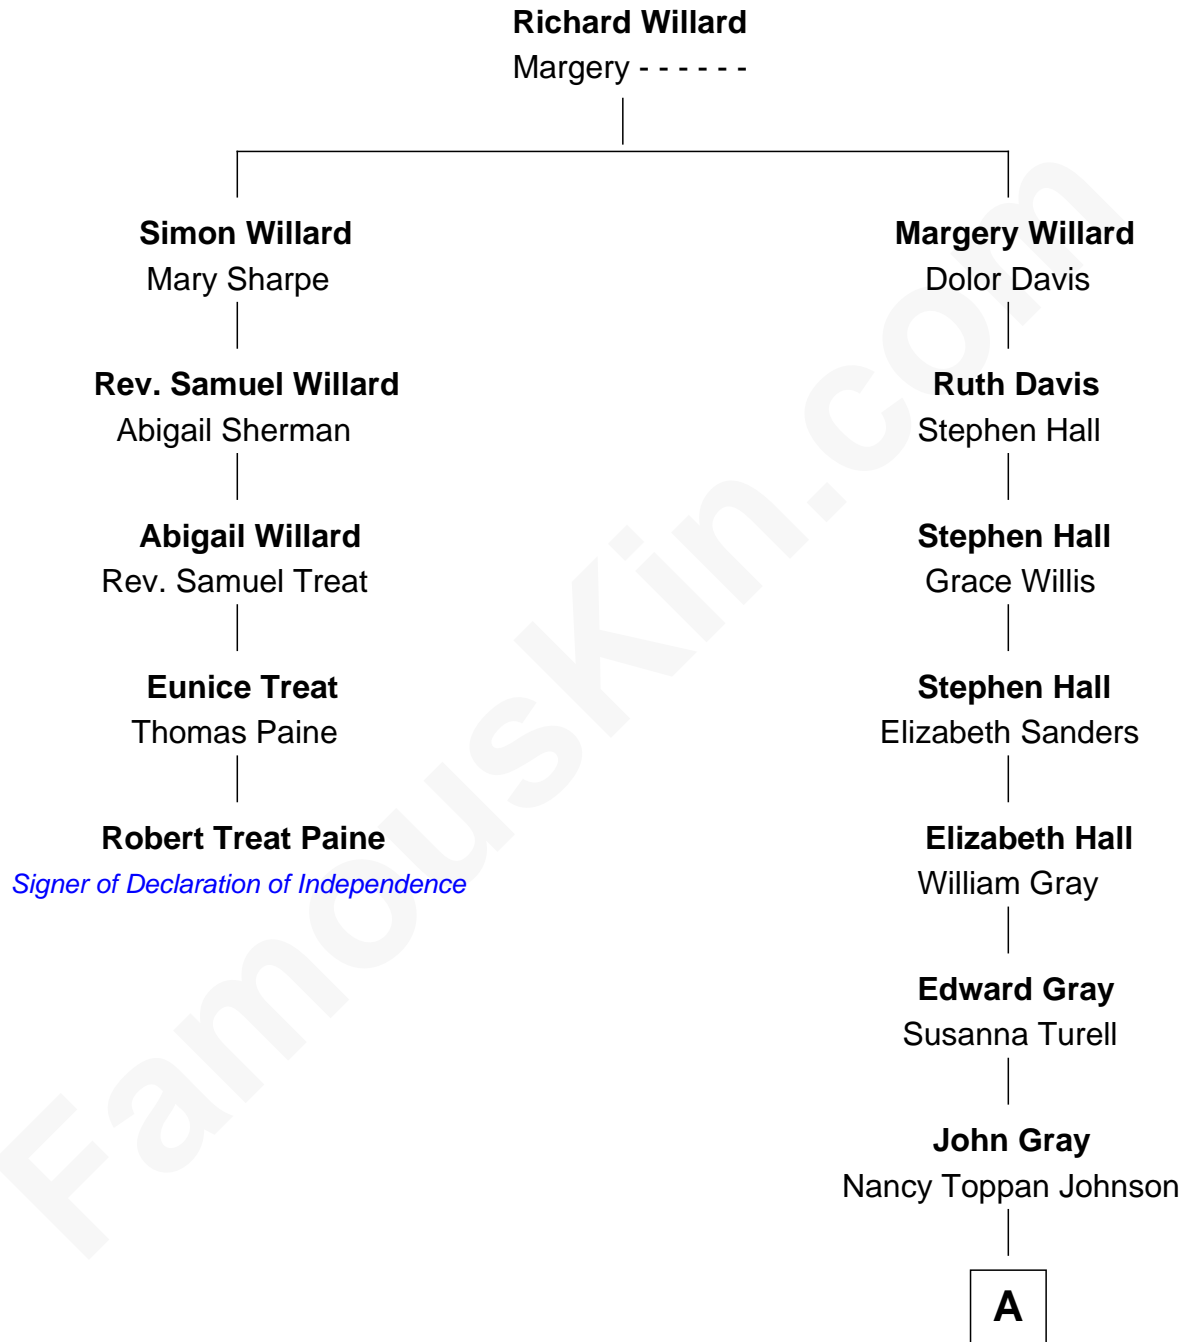 Richard Willard
Margery - - - - - -
Simon Willard
Mary Sharpe
Rev. Samuel Willard
Abigail Sherman
Abigail Willard
Rev. Samuel Treat
Eunice Treat
Thomas Paine
Robert Treat Paine
Signer of Declaration of Independence
Margery Willard
Dolor Davis
Ruth Davis
Stephen Hall
Stephen Hall
Grace Willis
Stephen Hall
Elizabeth Sanders
Elizabeth Hall
William Gray
Edward Gray
Susanna Turell
John Gray
Nancy Toppan Johnson
A
FamousKin.com